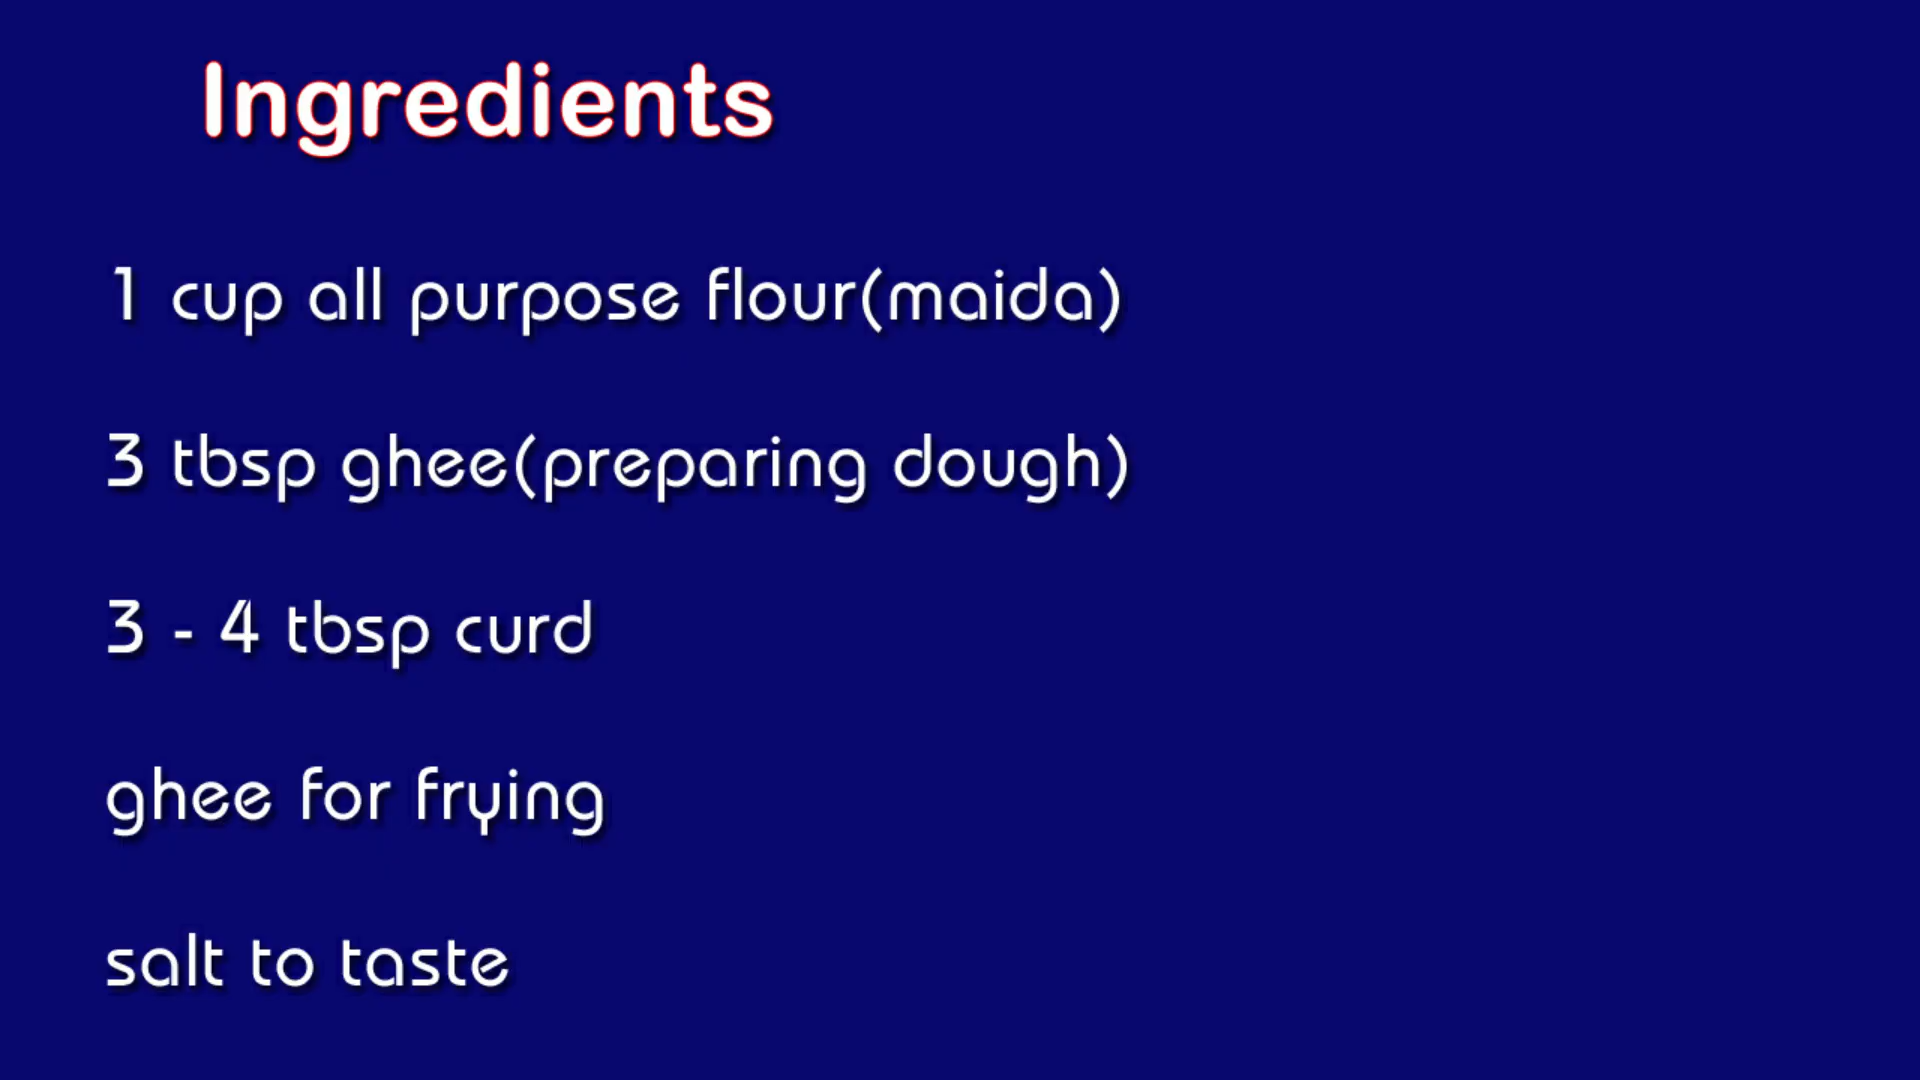 Ingredients
1 cup all purpose flour(maida)
3 tbsp ghee(preparing dough)
3 - 4 tbsp curd
ghee for frying
salt to taste